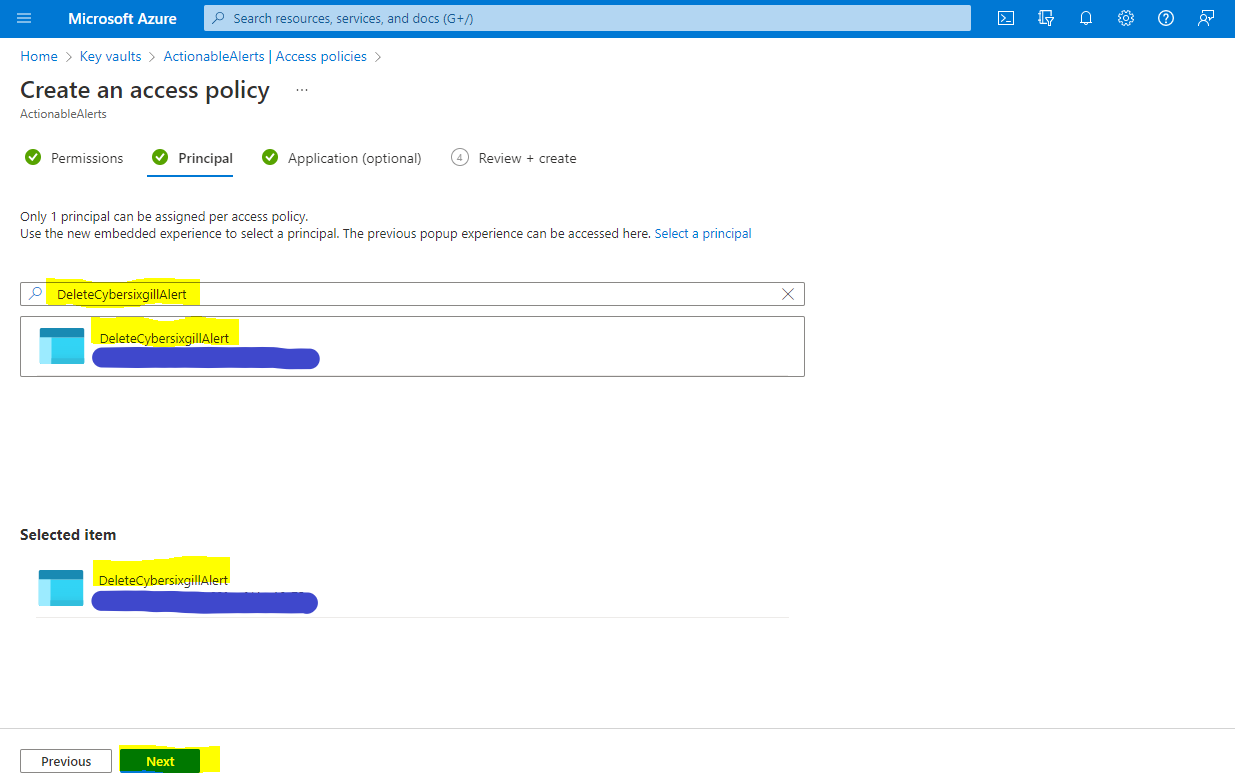 Microsoft Azure
Search resources, services, and docs (G+/)
Home > Key vaults > ActionableAlerts | Access policies >
Create an access policy ...
ActionableAlerts
Permissions Principal Application (optional) 4 Review + create
Only 1 principal can be assigned per access policy.
Use the new embedded experience to select a principal. The previous popup experience can be accessed here. Select a principal
DeleteCybersixgillAlert
DeleteCybersixgillAlert
Selected item
DeleteCybersixgillAlert
Previous Next